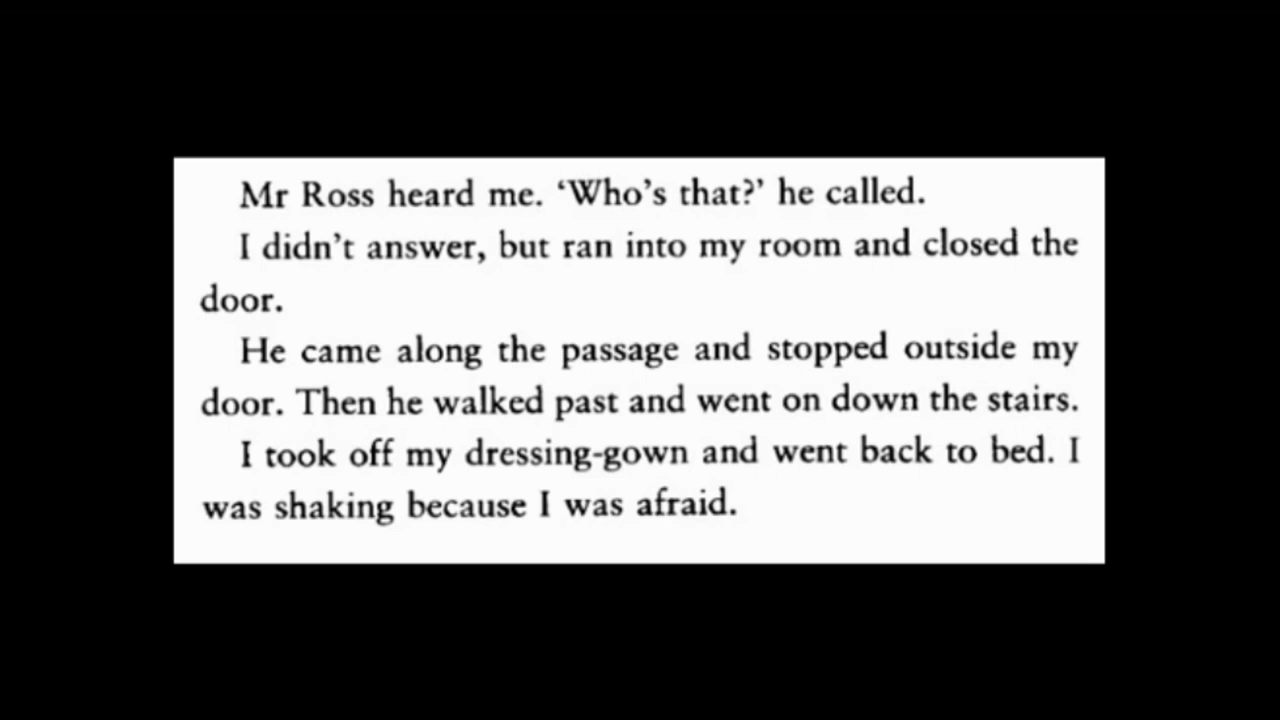 Mr Ross heard me. ‘Who’s that?’ he called.
I didn’t answer, but ran into my room and closed the
door.
He came along the passage and stopped outside my
door. Then he walked past and went on down the stairs.
I took off my dressing-gown and went back to bed. I
was shaking because I was afraid.